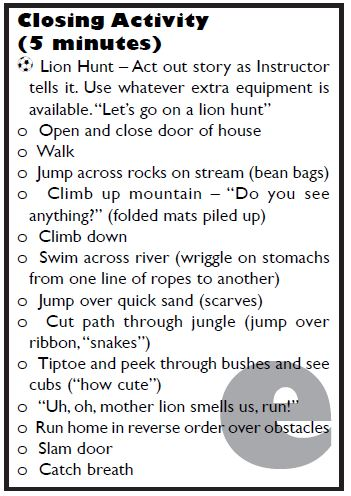 Closing Activity
(5 minutes)
Lion Hunt – Act out story as Instructor
tells it. Use whatever extra equipment is
available. “Let’s go on a lion hunt”
o Open and close door of house
o Walk
o Jump across rocks on stream (bean bags)
o Climb up mountain – “Do you see
anything?” (folded mats piled up)
o Climb down
o Swim across river (wriggle on stomachs
from one line of ropes to another)
o Jump over quick sand (scarves)
o Cut path through jungle (jump over
ribbon, “snakes”)
o Tiptoe and peek through bushes and see
cubs (“how cute”)
o “Uh, oh, mother lion smells us, run!”
o Run home in reverse order over obstacles
o Slam door
o Catch breath
e